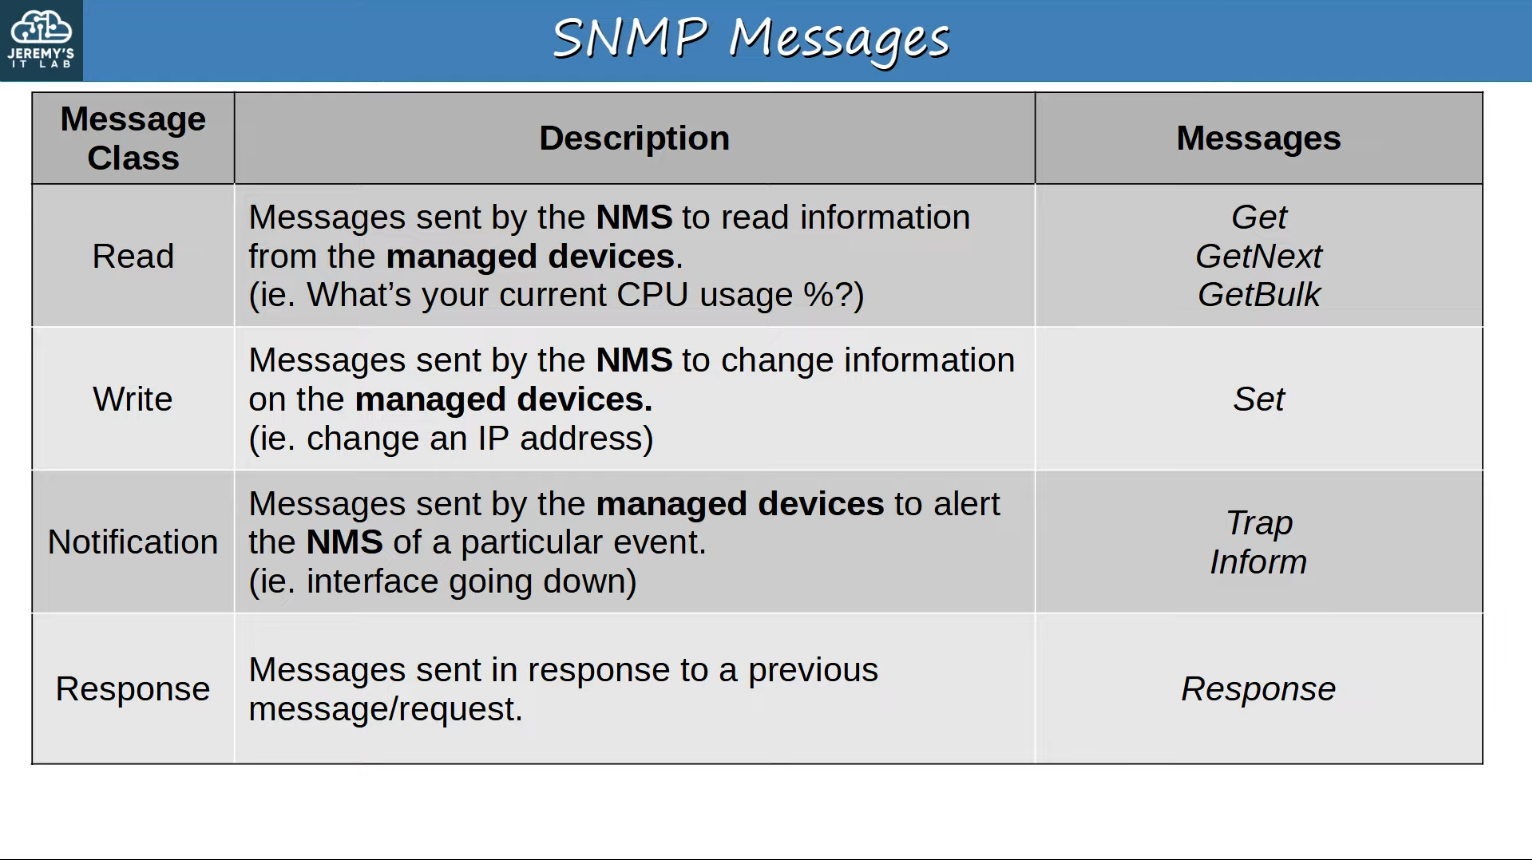 JEREMY'S
IT LAB
SNMP Messages
Message
Class
Description
Messages
Read
Messages sent by the NMS to read information
from the managed devices.
(ie. What’s your current CPU usage %?)
Get
GetNext
GetBulk
Write
Messages sent by the NMS to change information
on the managed devices.
(ie. change an IP address)
Set
Notification
Messages sent by the managed devices to alert
the NMS of a particular event.
(ie. interface going down)
Trap
Inform
Response
Messages sent in response to a previous
message/request.
Response